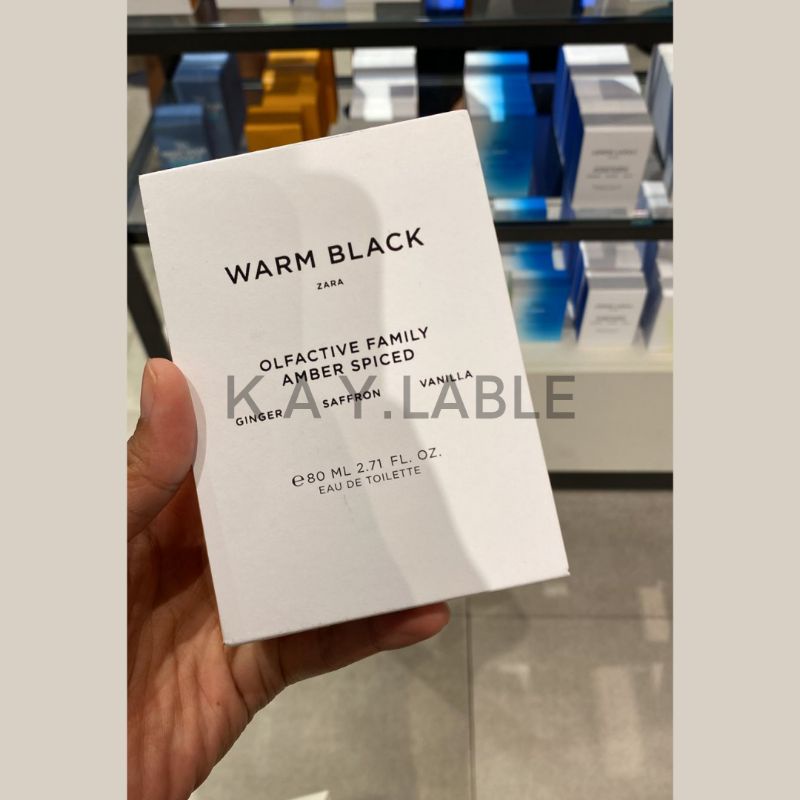 WARM BLACK
ZARA
OLFACTIVE FAMILY
AMBER SPICED
GINGER SAFFRON VANILLA
K A Y.LABLE
℮80 ML 2.71 FL. OZ.
EAU DE TOILETTE